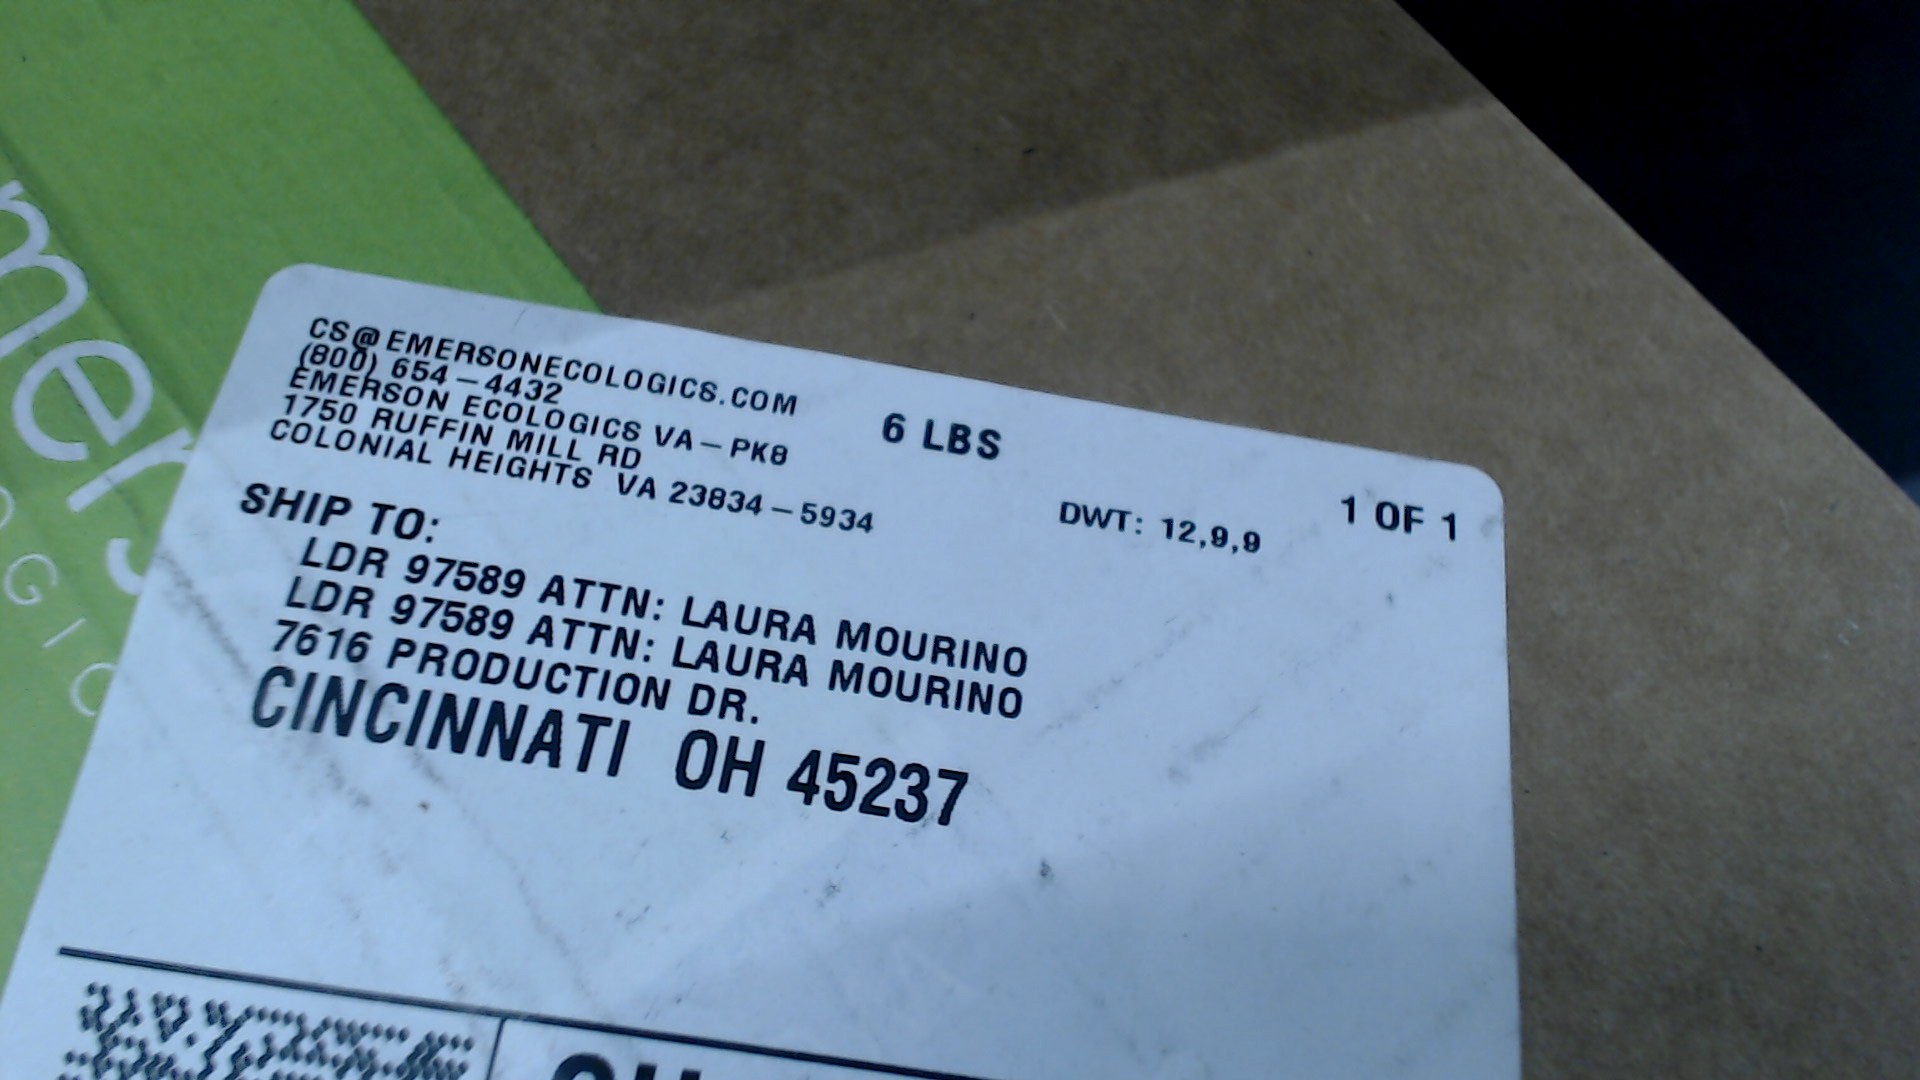 CS@EMERSONECOLOGICS.COM
(800) 654-4432
EMERSON ECOLOGICS VA-PK8
1750 RUFFIN MILL RD
COLONIAL HEIGHTS VA 23834-5934
6 LBS
DWT: 12,9,9
1 OF 1
SHIP TO:
LDR 97589 ATTN: LAURA MOURINO
LDR 97589 ATTN: LAURA MOURINO
7616 PRODUCTION DR.
CINCINNATI OH 45237
mers
OGIC